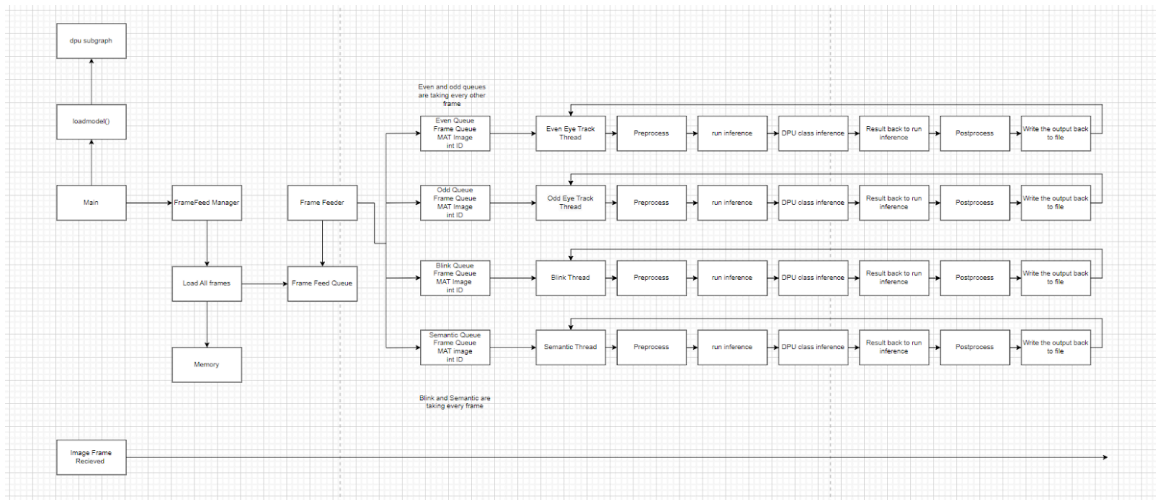 dpu subgraph
Even and odd queues
are taking every other
frame
loadmodel()
Even Queue
Frame Queue
MAT Image
int ID
Even Eye Track
Thread
Preprocess
run inference
DPU class inference
Result back to run
inference
Postprocess
Write the output back
to file
Main
FrameFeed Manager
Frame Feeder
Odd Queue
Frame Queue
MAT Image
int ID
Odd Eye Track
Thread
Preprocess
run inference
DPU class inference
Result back to run
inference
Postprocess
Write the output back
to file
Load All frames
Frame Feed Queue
Blink Queue
Frame Queue
MAT Image
int ID
Blink Thread
Preprocess
run inference
DPU class inference
Result back to run
inference
Postprocess
Write the output back
to file
Memory
Semantic Queue
Frame Queue
MAT image
int ID
Semantic Thread
Preprocess
run inference
DPU class inference
Result back to run
inference
Postprocess
Write the output back
to file
Blink and Semantic are
taking every frame
Image Frame
Recieved